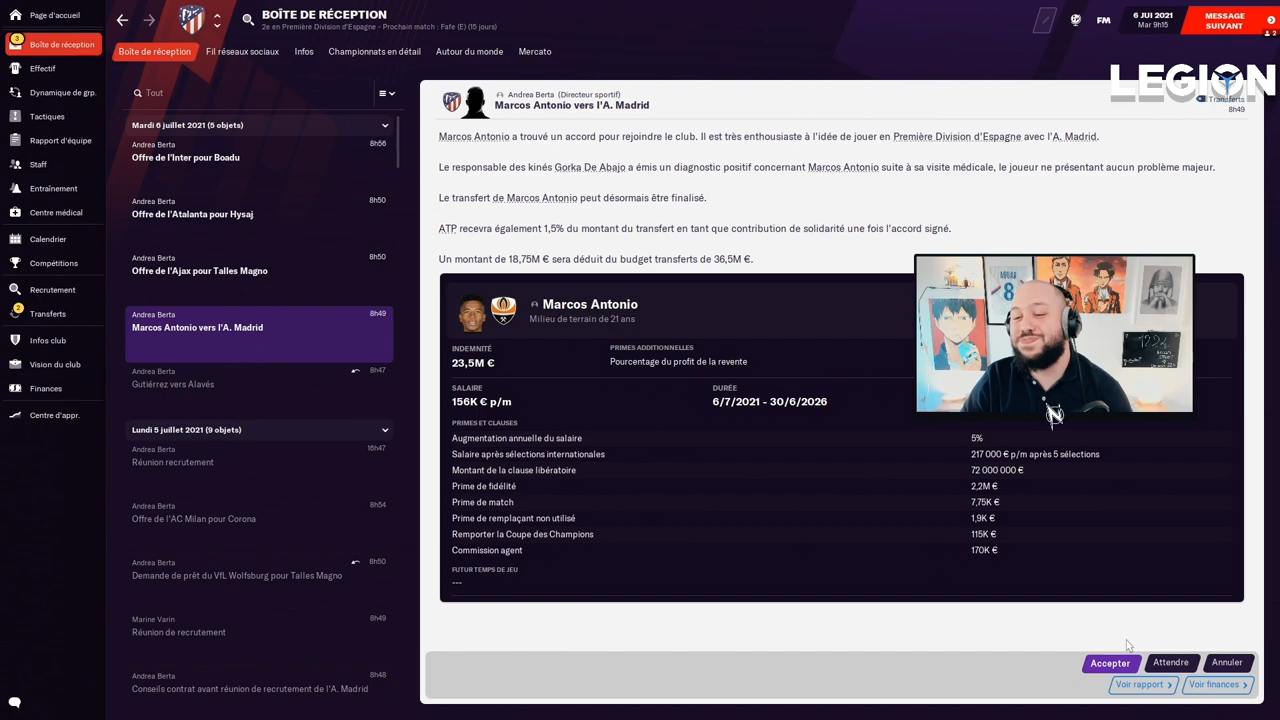 Page d'accueil
3
Boîte de réception
Effectif
Dynamique de grp.
Tactiques
Rapport d'équipe
Staff
Entraînement
Centre médical
Calendrier
Compétitions
Recrutement
2
Transferts
Infos club
Vision du club
Finances
Centre d'appr.
BOÎTE DE RÉCEPTION
2e en Première Division d'Espagne - Prochain match : Fafe (E) (15 jours)
FM
6 JUI 2021
Mar 9h15
MESSAGE
SUIVANT
2
Boîte de réception
Fil réseaux sociaux
Infos
Championnats en détail
Autour du monde
Mercato
LEGION
Tout
Mardi 6 juillet 2021 (5 objets)
Andrea Berta 8h56
Offre de l'Inter pour Boadu
Andrea Berta 8h50
Offre de l'Atalanta pour Hysaj
Andrea Berta 8h50
Offre de l'Ajax pour Talles Magno
Andrea Berta 8h49
Marcos Antonio vers l'A. Madrid
Andrea Berta 8h47
Gutiérrez vers Alavés
Lundi 5 juillet 2021 (9 objets)
Andrea Berta 16h47
Réunion recrutement
Andrea Berta 8h54
Offre de l'AC Milan pour Corona
Andrea Berta 8h50
Demande de prêt du VfL Wolfsburg pour Talles Magno
Marine Varin 8h49
Réunion de recrutement
Andrea Berta 8h48
Conseils contrat avant réunion de recrutement de l'A. Madrid
Andrea Berta (Directeur sportif)
Marcos Antonio vers l'A. Madrid
Transferts
8h49
Marcos Antonio a trouvé un accord pour rejoindre le club. Il est très enthousiaste à l'idée de jouer en Première Division d'Espagne avec l'A. Madrid.
Le responsable des kinés Gorka De Abajo a émis un diagnostic positif concernant Marcos Antonio suite à sa visite médicale, le joueur ne présentant aucun problème majeur.
Le transfert de Marcos Antonio peut désormais être finalisé.
ATP recevra également 1,5% du montant du transfert en tant que contribution de solidarité une fois l'accord signé.
Un montant de 18,75M € sera déduit du budget transferts de 36,5M €.
Marcos Antonio
Milieu de terrain de 21 ans
INDEMNITÉ
23,5M €
PRIMES ADDITIONNELLES
Pourcentage du profit de la revente
SALAIRE
156K € p/m
DURÉE
6/7/2021 - 30/6/2026
PRIMES ET CLAUSES
Augmentation annuelle du salaire 5%
Salaire après sélections internationales 217 000 € p/m après 5 sélections
Montant de la clause libératoire 72 000 000 €
Prime de fidélité 2,2M €
Prime de match 7,75K €
Prime de remplaçant non utilisé 1,9K €
Remporter la Coupe des Champions 115K €
Commission agent 170K €
FUTUR TEMPS DE JEU
---
Accepter
Attendre
Annuler
Voir rapport
Voir finances